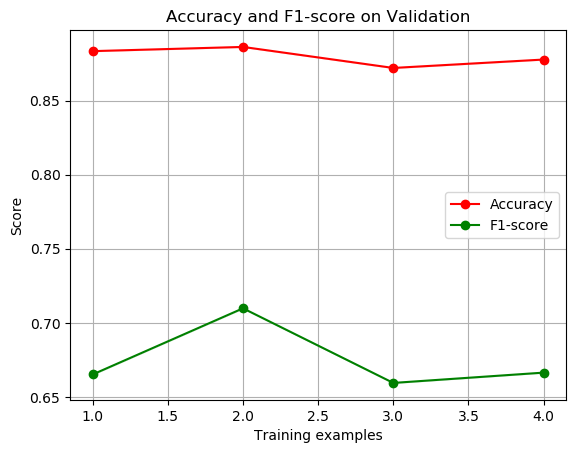 Accuracy and F1-score on Validation
0.85
0.80
0.75
0.70
0.65
Score
Accuracy
F1-score
1.0 1.5 2.0 2.5 3.0 3.5 4.0
Training examples